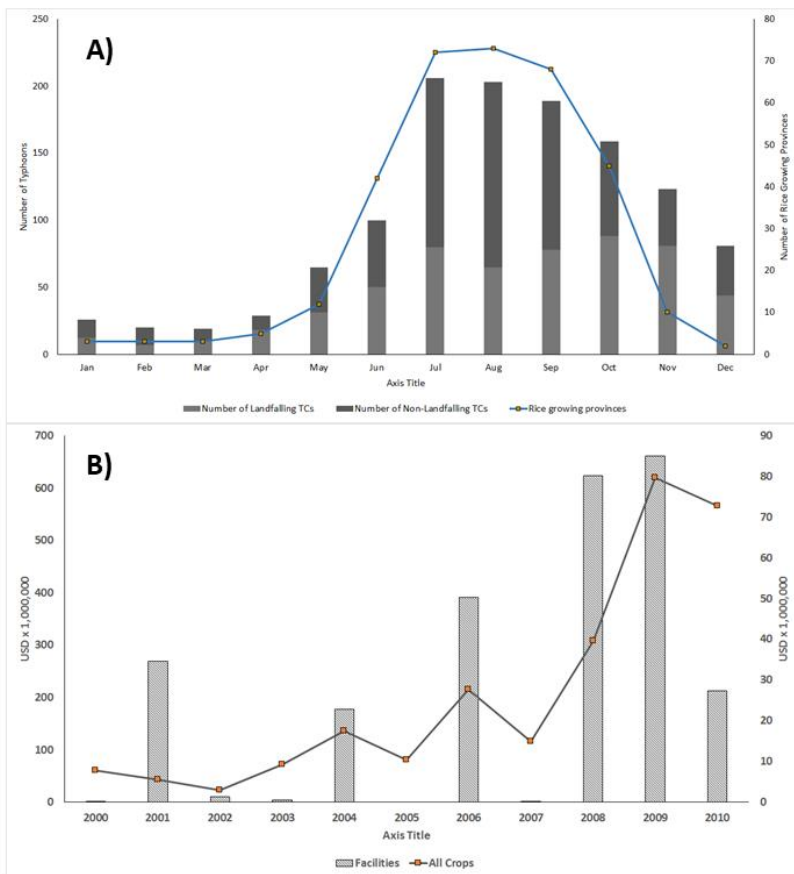 A)
250
200
150
100
50
0
80
70
60
50
40
30
20
10
0
Number of Typhoons
Number of Rice Growing Provinces
Jan Feb Mar Apr May Jun Jul Aug Sep Oct Nov Dec
Axis Title
Number of Landfalling TCs Number of Non-Landfalling TCs Rice growing provinces
B)
700
600
500
400
300
200
100
0
90
80
70
60
50
40
30
20
10
0
USD x 1,000,000
USD x 1,000,000
2000 2001 2002 2003 2004 2005 2006 2007 2008 2009 2010
Axis Title
Facilities All Crops